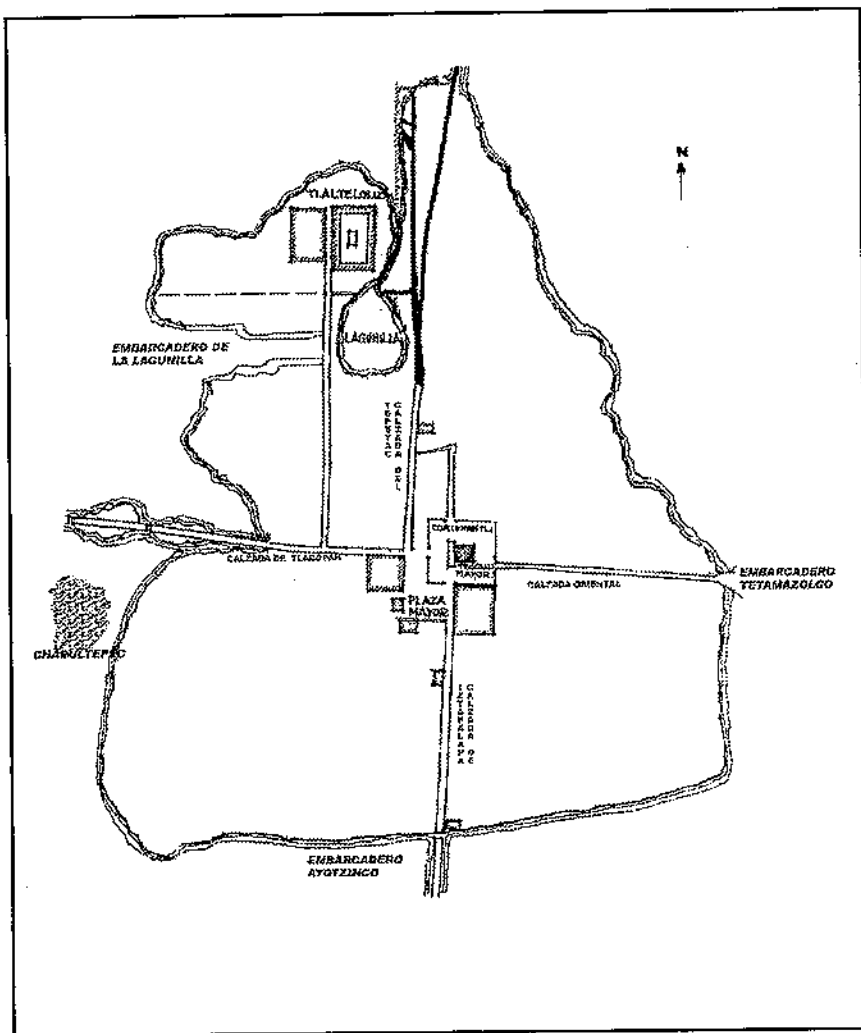 N
TLALTELOLCO
LAGUNILLA
EMBARCADERO DE
LA LAGUNILLA
CALZADA DEL
TEPEYAC
CALZADA DE TLACOPAN
MAYOR
EMBARCADERO
TETAMAZOLCO
CALZADA ORIENTAL
PLAZA
MAYOR
CHAPULTEPEC
CALZADA DE
IXTAPALAPA
EMBARCADERO
AYOTZINCO